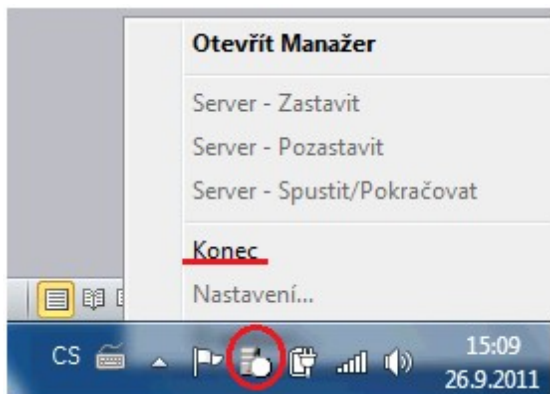 Otevřít Manažer
Server - Zastavit
Server - Pozastavit
Server - Spustit/Pokračovat
Konec
Nastavení...
CS
15:09
26.9.2011